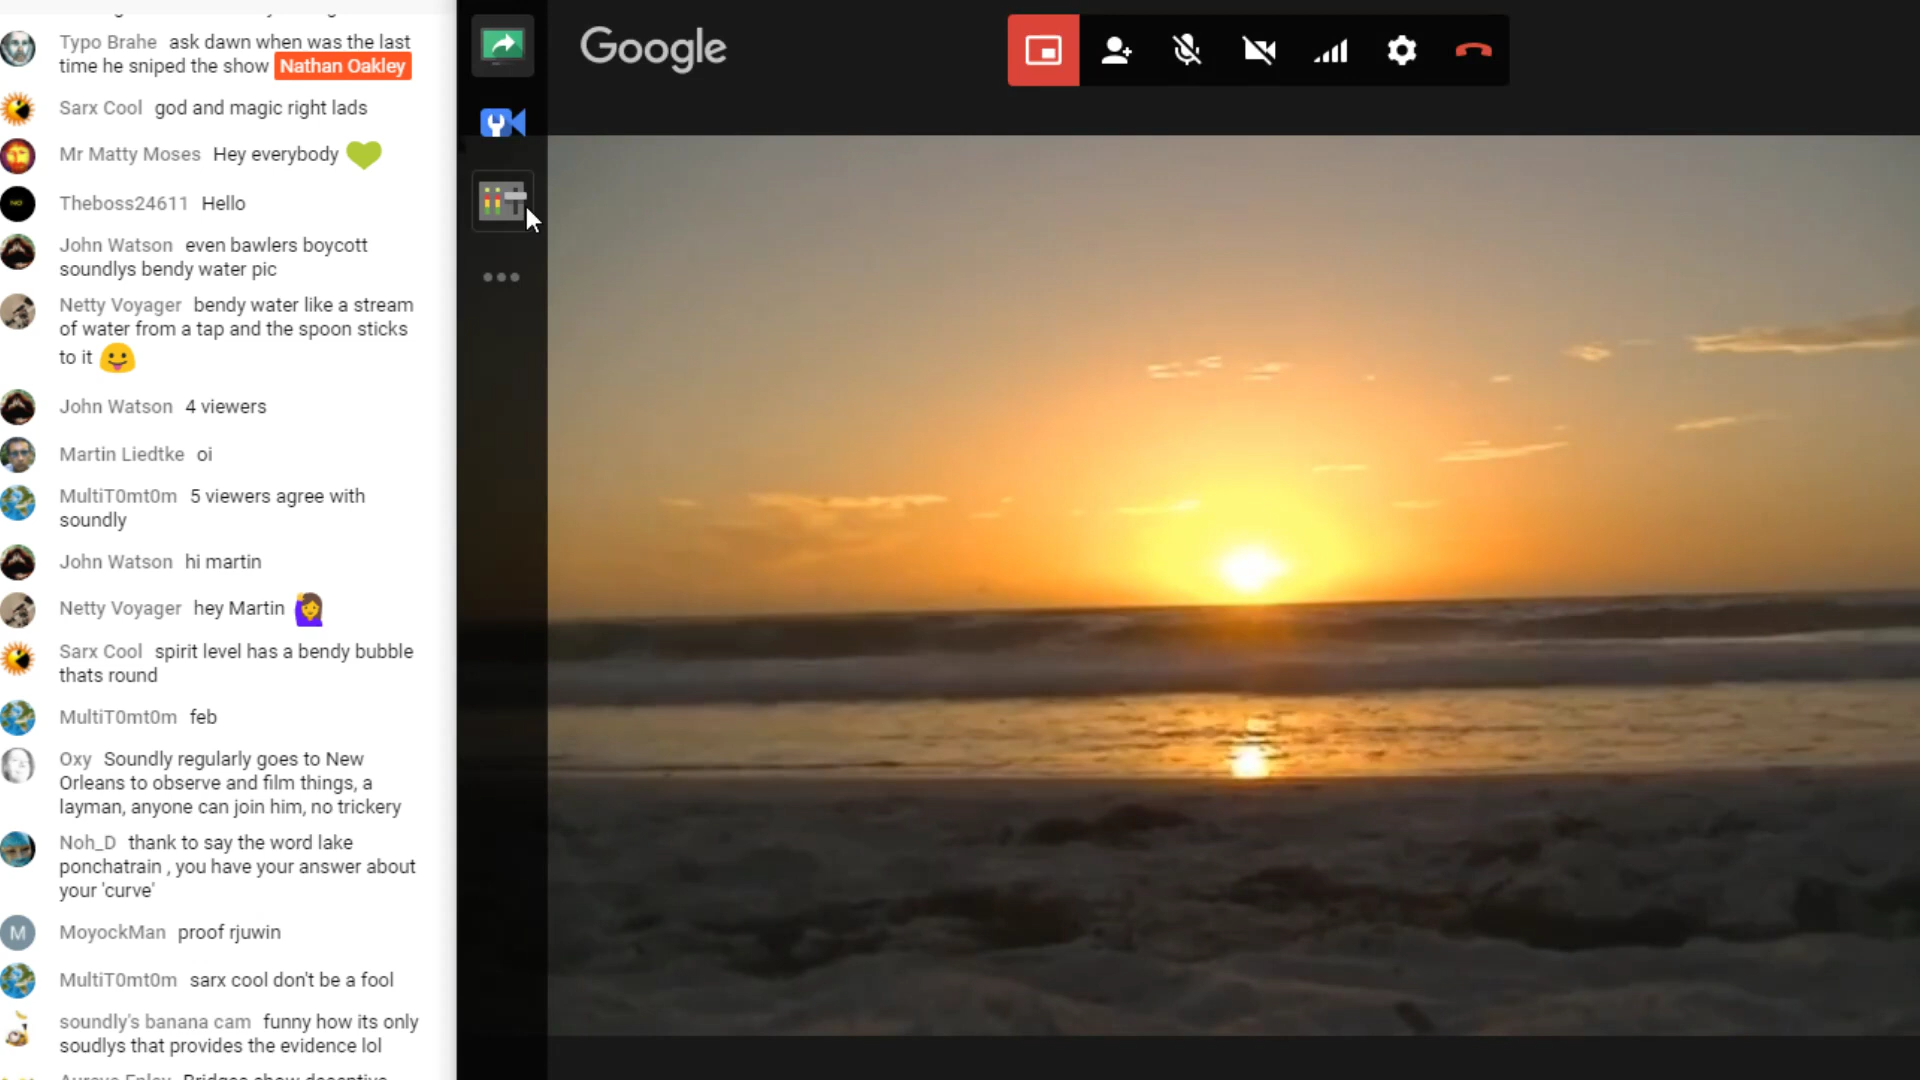 Typo Brahe ask dawn when was the last
time he sniped the show Nathan Oakley
Sarx Cool god and magic right lads
Mr Matty Moses Hey everybody
Theboss24611 Hello
John Watson even bawlers boycott
soundlys bendy water pic
Netty Voyager bendy water like a stream
of water from a tap and the spoon sticks
to it
John Watson 4 viewers
Martin Liedtke oi
MultiT0mt0m 5 viewers agree with
soundly
John Watson hi martin
Netty Voyager hey Martin
Sarx Cool spirit level has a bendy bubble
thats round
MultiT0mt0m feb
Oxy Soundly regularly goes to New
Orleans to observe and film things, a
layman, anyone can join him, no trickery
Noh_D thank to say the word lake
ponchatrain , you have your answer about
your 'curve'
M MoyockMan proof rjuwin
MultiT0mt0m sarx cool don't be a fool
soundly's banana cam funny how its only
soudlys that provides the evidence lol
Google